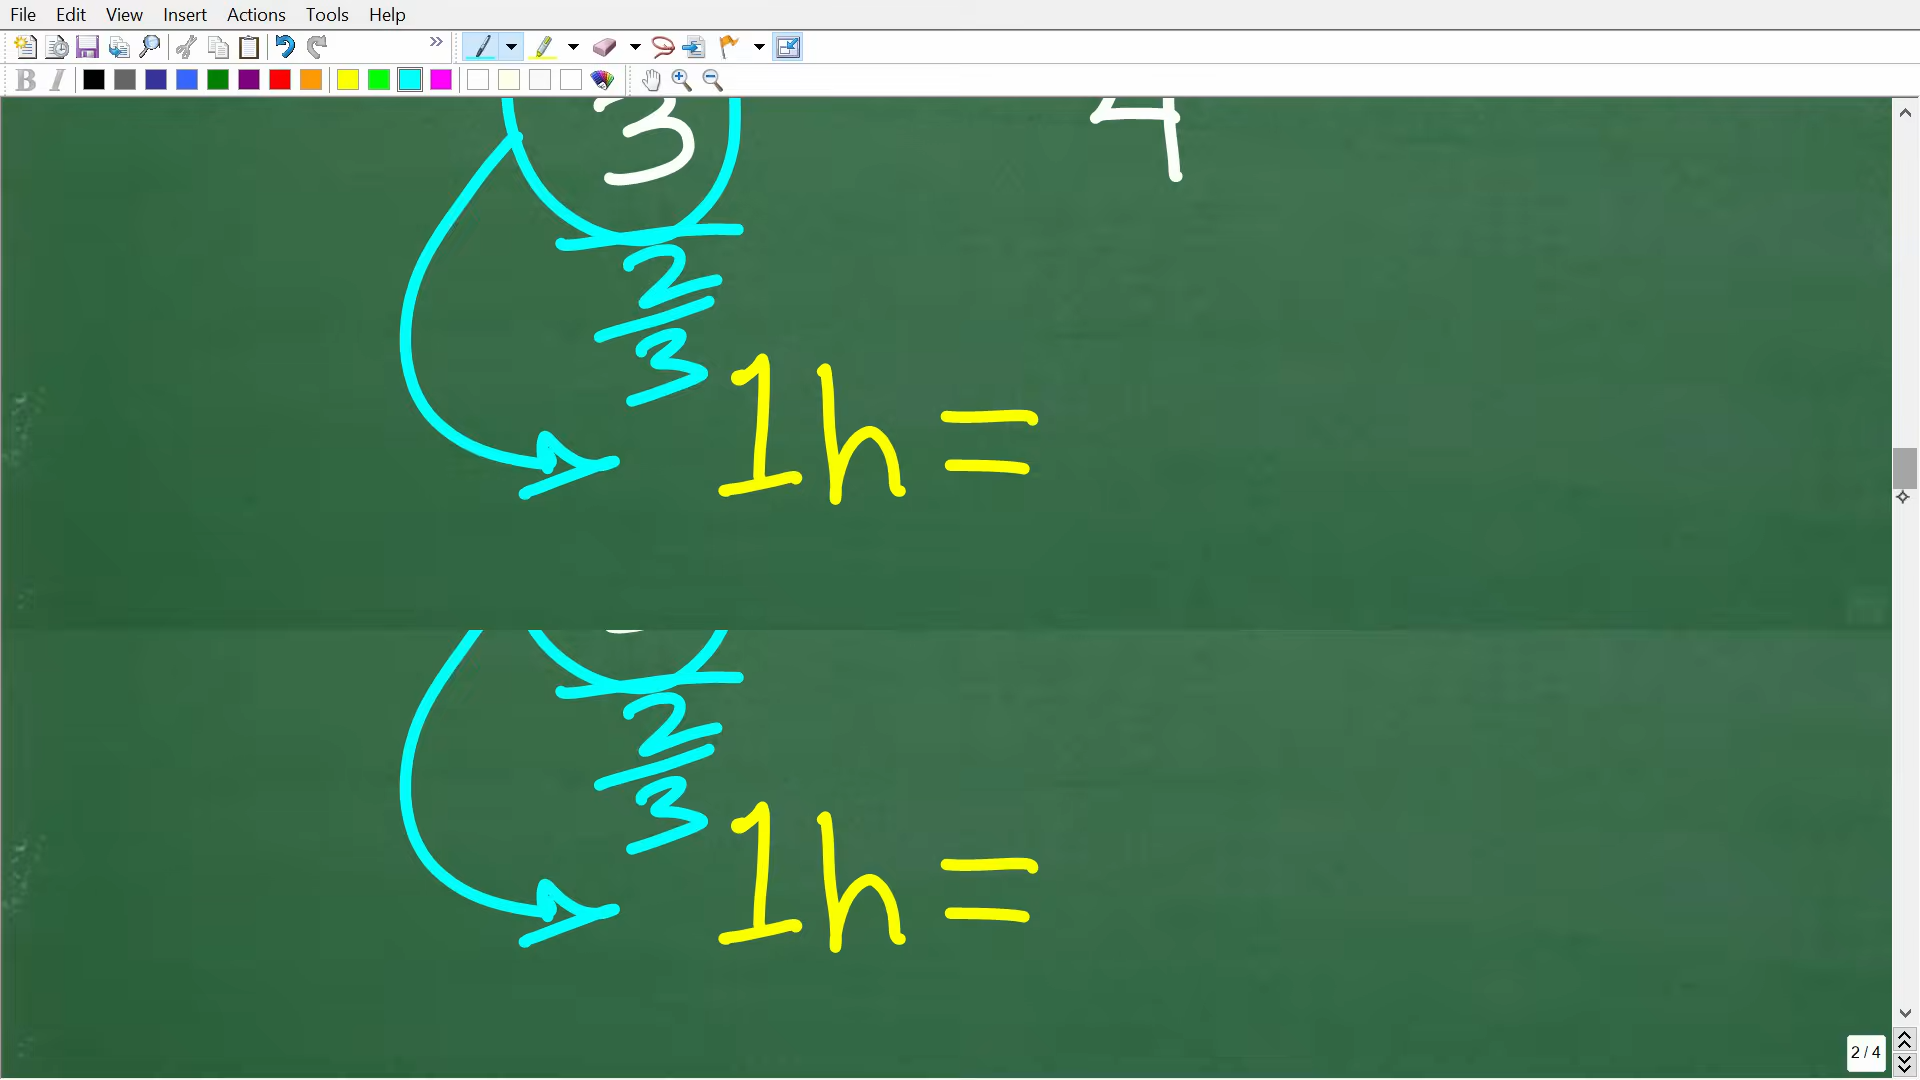 File Edit View Insert Actions Tools Help
B I
3 4
2
3
1h =
2
3
1h =
2 / 4